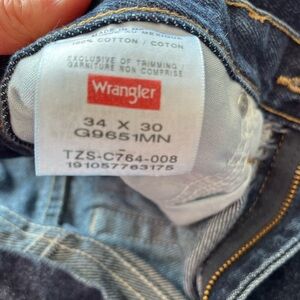 100% COTTON / COTON
EXCLUSIVE OF TRIMMING /
GARNITURE NON COMPRISE
Wrangler
34 X 30
G9651MN
TZS-C764-008
191057763175